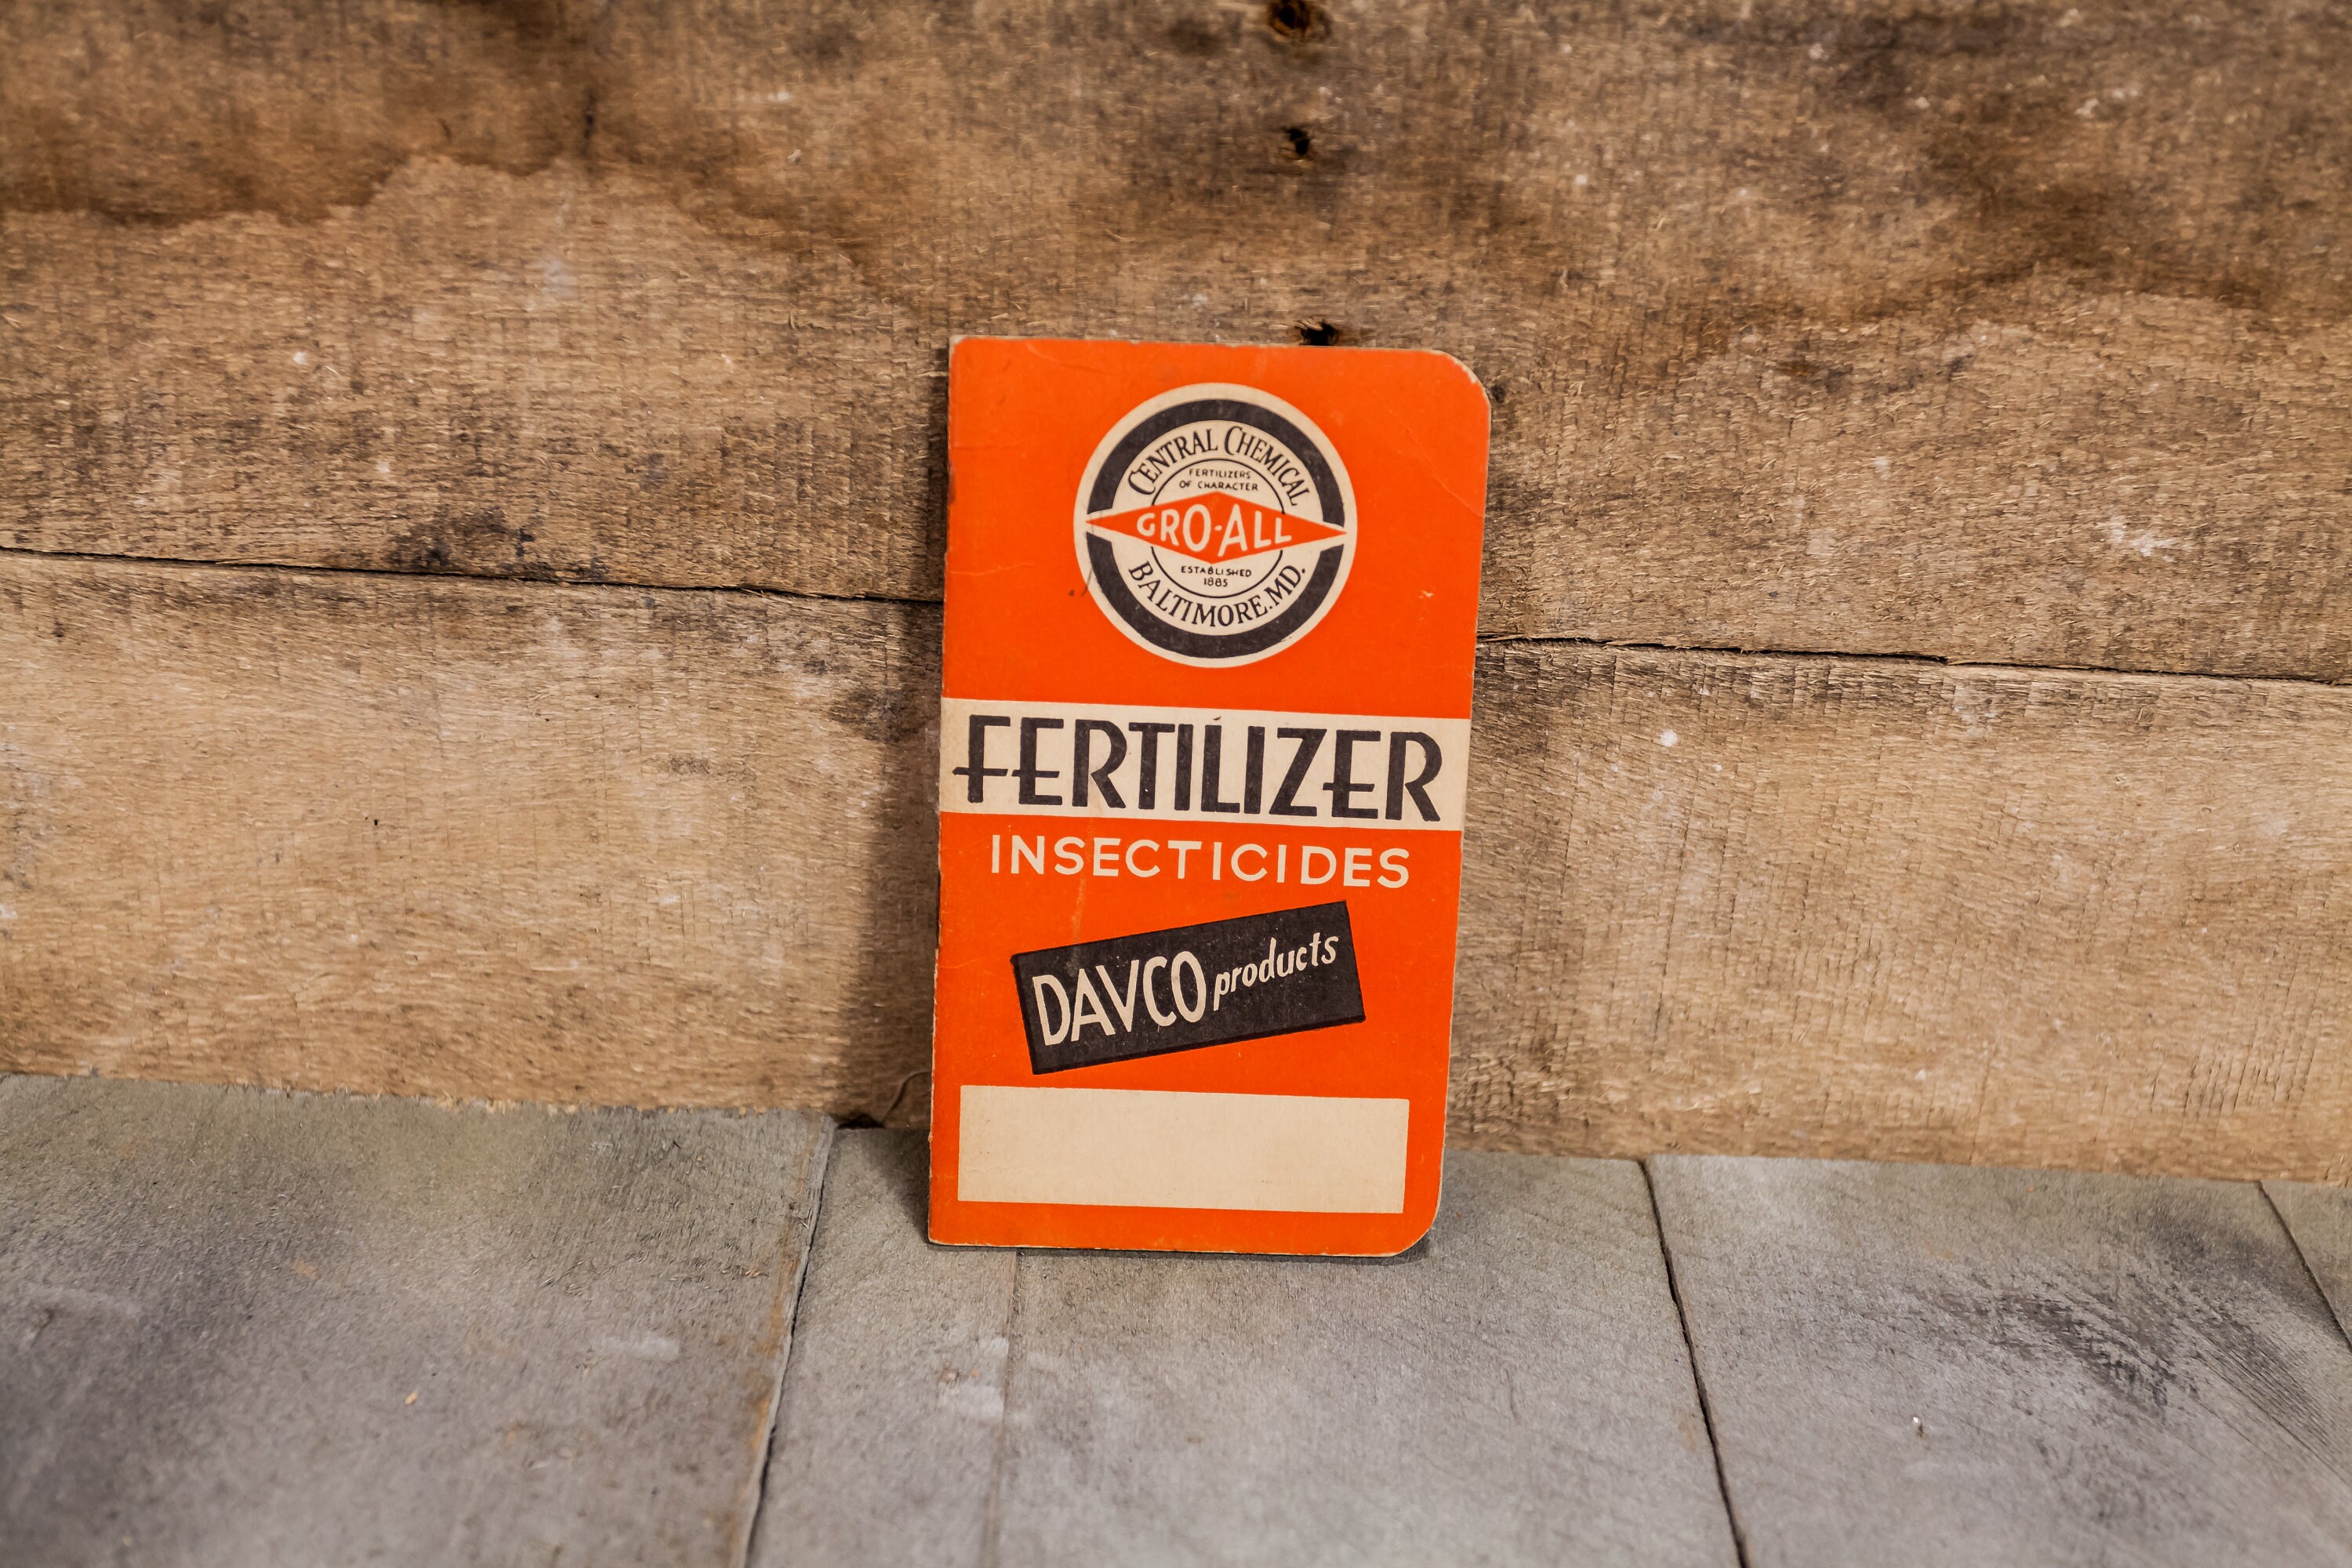 CENTRAL CHEMICAL
FERTILIZERS
OF CHARACTER
GRO-ALL
ESTABLISHED
1885
BALTIMORE.MD.
FERTILIZER
INSECTICIDES
DAVCO products